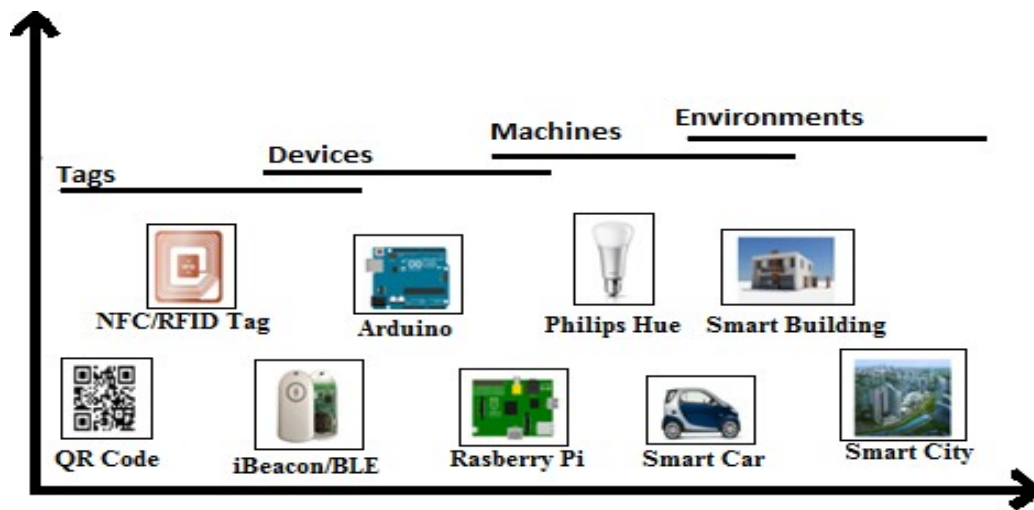 Environments
Machines
Devices
Tags
NFC/RFID Tag
Arduino
Philips Hue
Smart Building
QR Code
iBeacon/BLE
Rasberry Pi
Smart Car
Smart City